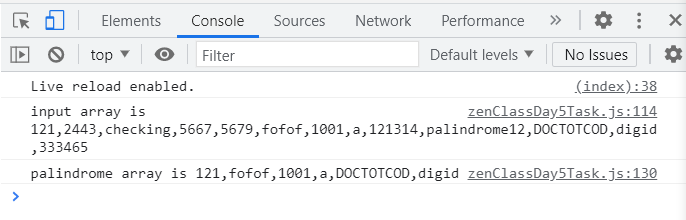 Elements Console Sources Network Performance »
top ▼ Filter Default levels ▼ No Issues
Live reload enabled. (index):38
input array is zenClassDay5Task.js:114
121,2443,checking,5667,5679,fofof,1001,a,121314,palindrome12,DOCTOTCOD,digid
,333465
palindrome array is 121,fofof,1001,a,DOCTOTCOD,digid zenClassDay5Task.js:130
>